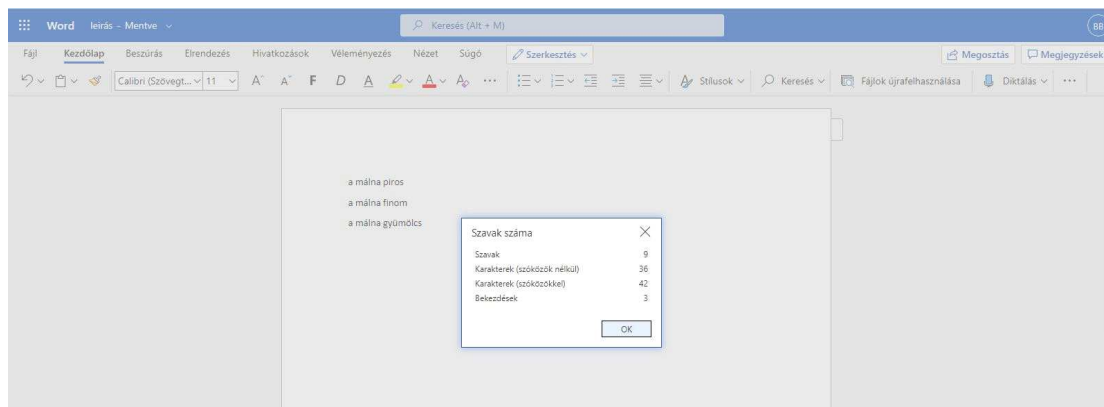 Word leírás - Mentve
Keresés (Alt + M)
BB
Fájl Kezdőlap Beszúrás Elrendezés Hivatkozások Véleményezés Nézet Súgó Szerkesztés Megosztás Megjegyzések
Calibri (Szövegt... 11 A^ A˅ F D A A A ... Stílusok Keresés Fájlok újrafelhasználása Diktálás ...
a málna piros
a málna finom
a málna gyümölcs
Szavak száma
Szavak 9
Karakterek (szóközök nélkül) 36
Karakterek (szóközökkel) 42
Bekezdések 3
OK